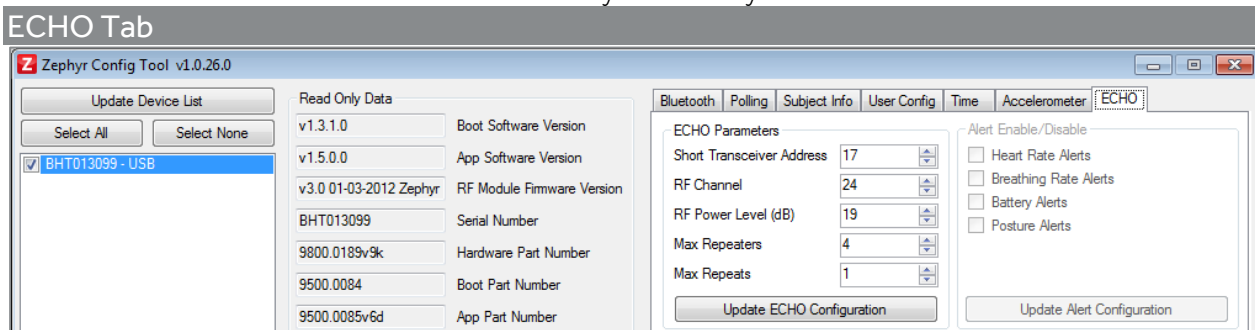 ECHO Tab
Z Zephyr Config Tool v1.0.26.0
Update Device List
Select All Select None
BHT013099 - USB
Read Only Data
v1.3.1.0 Boot Software Version
v1.5.0.0 App Software Version
v3.0 01-03-2012 Zephyr RF Module Firmware Version
BHT013099 Serial Number
9800.0189v9k Hardware Part Number
9500.0084 Boot Part Number
9500.0085v6d App Part Number
Bluetooth Polling Subject Info User Config Time Accelerometer ECHO
ECHO Parameters
Short Transceiver Address 17
RF Channel 24
RF Power Level (dB) 19
Max Repeaters 4
Max Repeats 1
Update ECHO Configuration
Alert Enable/Disable
Heart Rate Alerts
Breathing Rate Alerts
Battery Alerts
Posture Alerts
Update Alert Configuration